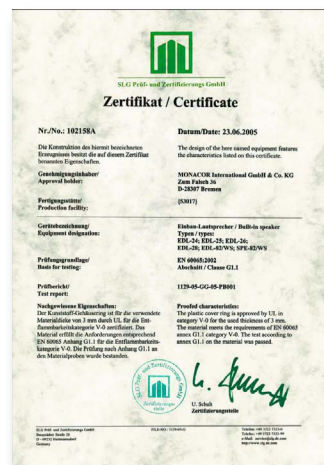 SLG Prüf- und Zertifizierungs GmbH
Zertifikat / Certificate
Nr./No.: 102158A
Datum/Date: 23.06.2005
Die Konstruktion des hiermit bezeichneten
Erzeugnisses besitzt die auf diesem Zertifikat
benannten Eigenschaften.
The design of the here named equipment features
the characteristics listed on this certificate.
Genehmigungsinhaber/
Approval holder:
MONACOR International GmbH & Co. KG
Zum Falsch 36
D-28307 Bremen
Fertigungsstätte/
Production facility:
{53017}
Gerätebezeichnung/
Equipment designation:
Einbau-Lautsprecher / Built-in speaker
Typen / types:
EDL-24; EDL-25; EDL-26;
EDL-28; EDL-82/WS; SPE-82/WS
Prüfungsgrundlage/
Basis for testing:
EN 60065:2002
Abschnitt / Clause G1.1
Prüfbericht/
Test report:
1129-05-GG-05-PB001
Nachgewiesene Eigenschaften:
Der Kunststoff-Gehäusering ist für die verwendete
Materialdicke von 3 mm durch UL für die Ent-
flammbarkeitskategorie V-0 zertifiziert. Das
Material erfüllt die Anforderungen entsprechend
EN 60065 Anhang G1.1 für die Entflammbarkeits-
kategorie V-0. Die Prüfung nach Anhang G1.1 an
den Materialproben wurde bestanden.
Proofed characteristics:
The plastic cover ring is approved by UL in
category V-0 for the used thickness of 3 mm.
The material meets the requirements of EN 60065
annex G1.1 category V-0. The test according to
annex G1.1 on the material was passed.
U. Schuh
Zertifizierungsstelle
SLG Prüf- und Zertifizierungs GmbH